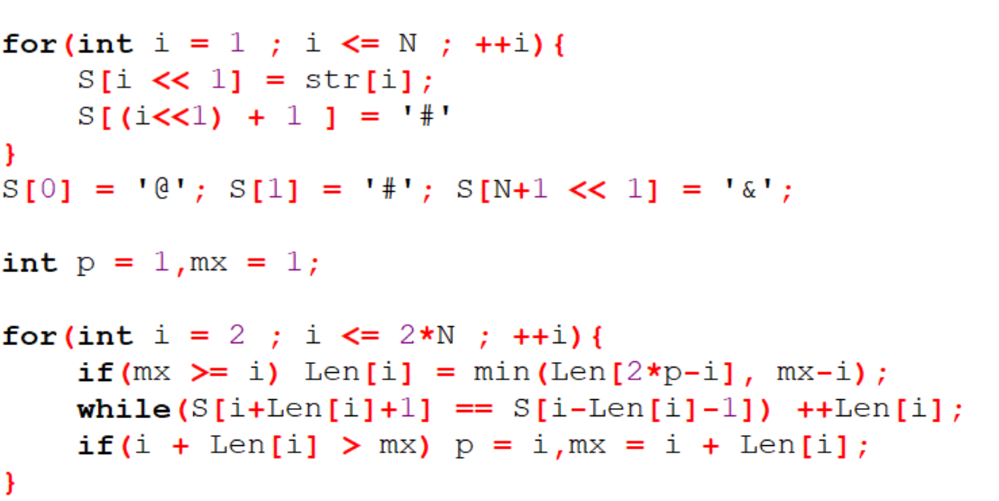 for(int i = 1 ; i <= N ; ++i){
    S[i << 1] = str[i];
    S[(i<<1) + 1 ] = '#'
}
S[0] = '@'; S[1] = '#'; S[N+1 << 1] = '&';

int p = 1,mx = 1;

for(int i = 2 ; i <= 2*N ; ++i){
    if(mx >= i) Len[i] = min(Len[2*p-i], mx-i);
    while(S[i+Len[i]+1] == S[i-Len[i]-1]) ++Len[i];
    if(i + Len[i] > mx) p = i,mx = i + Len[i];
}